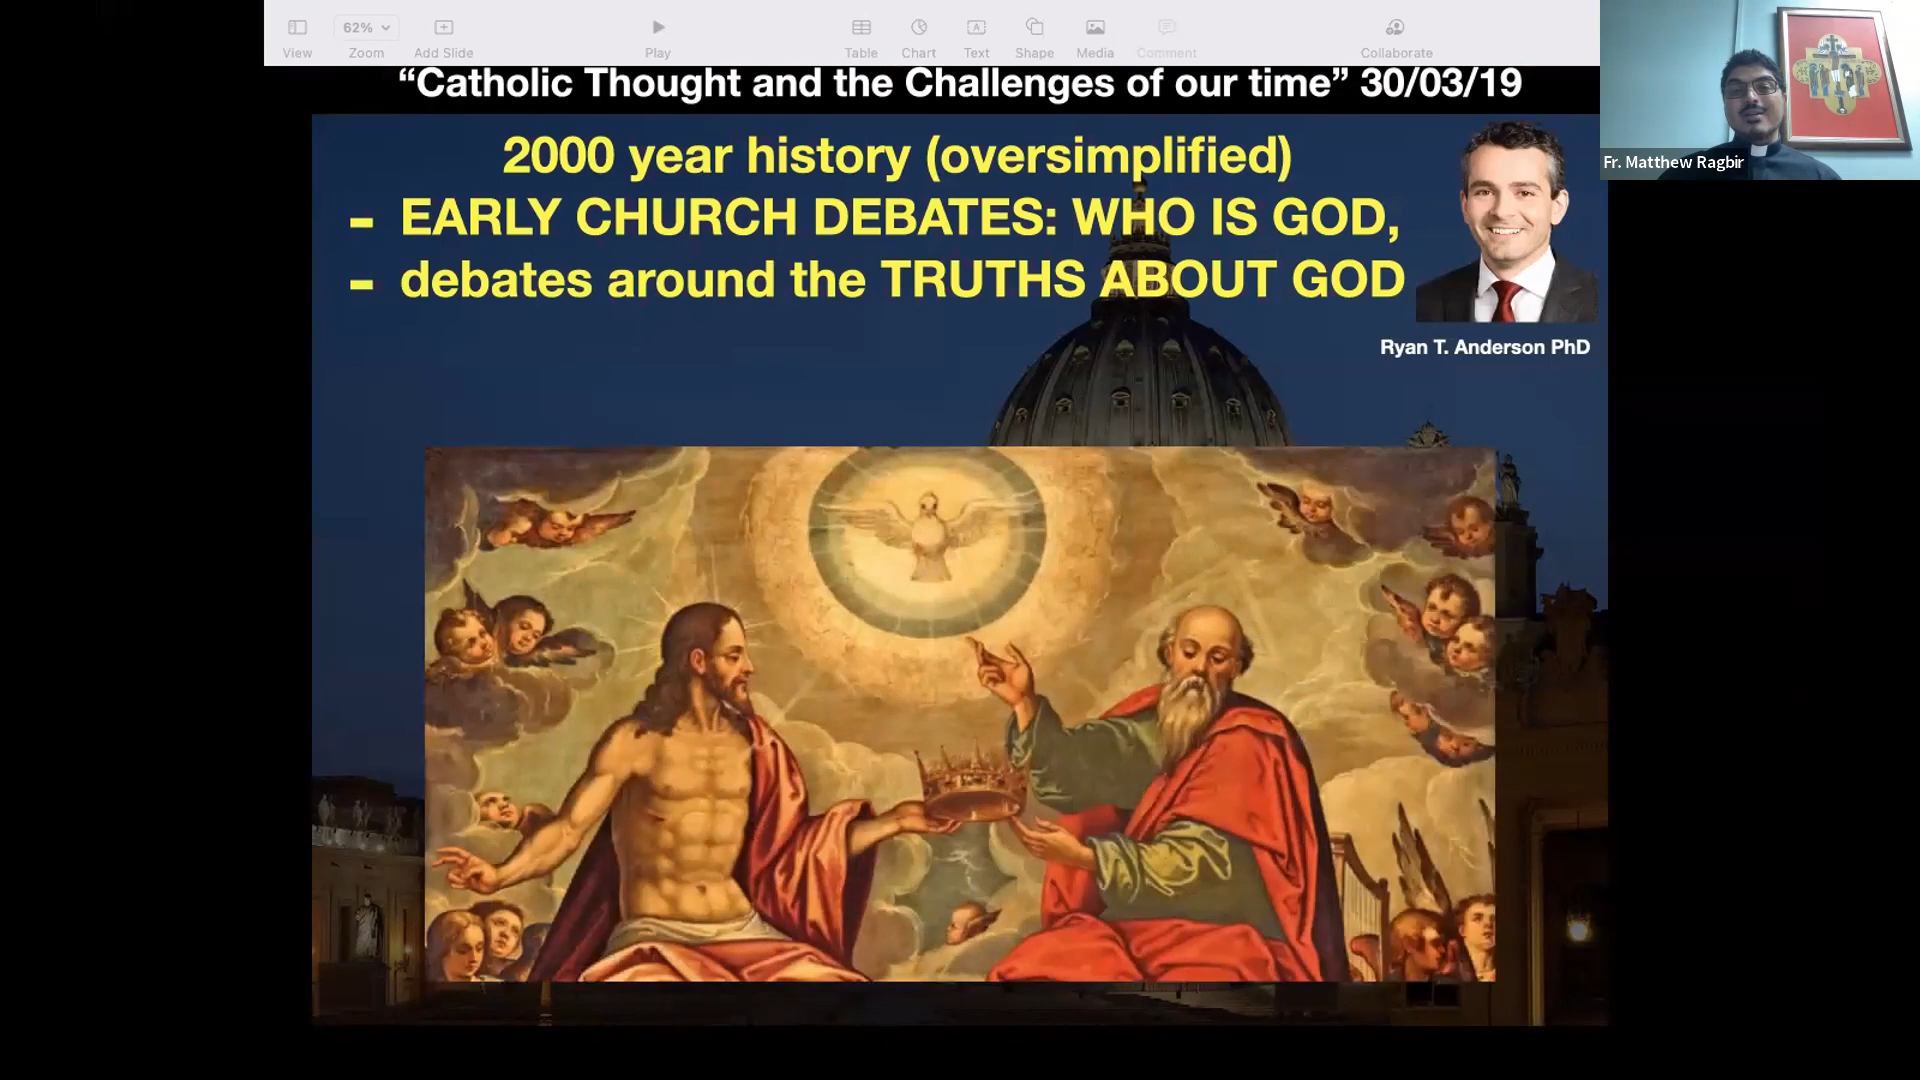 62%
View
Zoom
Add Slide
Play
Table
Chart
Text
Shape
Media
Comment
Collaborate
“Catholic Thought and the Challenges of our time” 30/03/19
2000 year history (oversimplified)
- EARLY CHURCH DEBATES: WHO IS GOD,
- debates around the TRUTHS ABOUT GOD
Ryan T. Anderson PhD
Fr. Matthew Ragbir